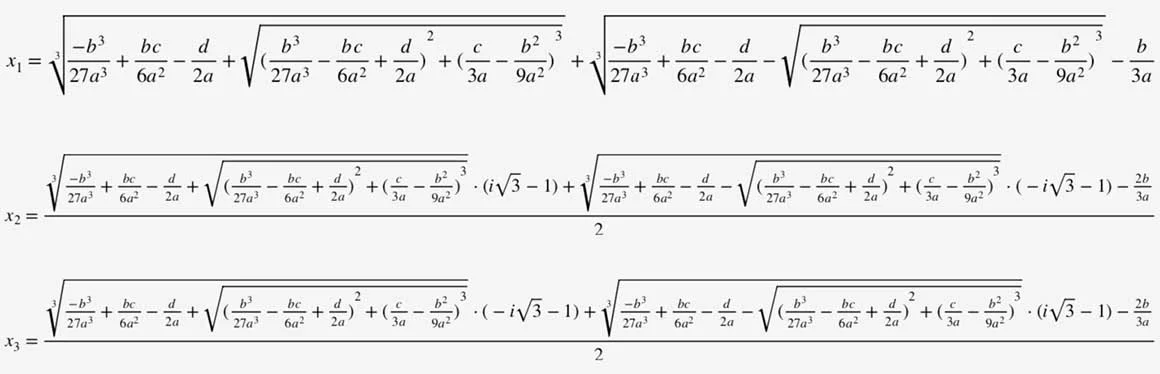 x₁ = ∛(-b³/27a³ + bc/6a² − d/2a + √((b³/27a³ − bc/6a² + d/2a)² + (c/3a − b²/9a²)³)) + ∛(-b³/27a³ + bc/6a² − d/2a − √((b³/27a³ − bc/6a² + d/2a)² + (c/3a − b²/9a²)³)) − b/3a
x₂ = (∛(-b³/27a³ + bc/6a² − d/2a + √((b³/27a³ − bc/6a² + d/2a)² + (c/3a − b²/9a²)³)) · (i√3 − 1) + ∛(-b³/27a³ + bc/6a² − d/2a − √((b³/27a³ − bc/6a² + d/2a)² + (c/3a − b²/9a²)³)) · (−i√3 − 1) − 2b/3a)/2
x₃ = (∛(-b³/27a³ + bc/6a² − d/2a + √((b³/27a³ − bc/6a² + d/2a)² + (c/3a − b²/9a²)³)) · (−i√3 − 1) + ∛(-b³/27a³ + bc/6a² − d/2a − √((b³/27a³ − bc/6a² + d/2a)² + (c/3a − b²/9a²)³)) · (i√3 − 1) − 2b/3a)/2